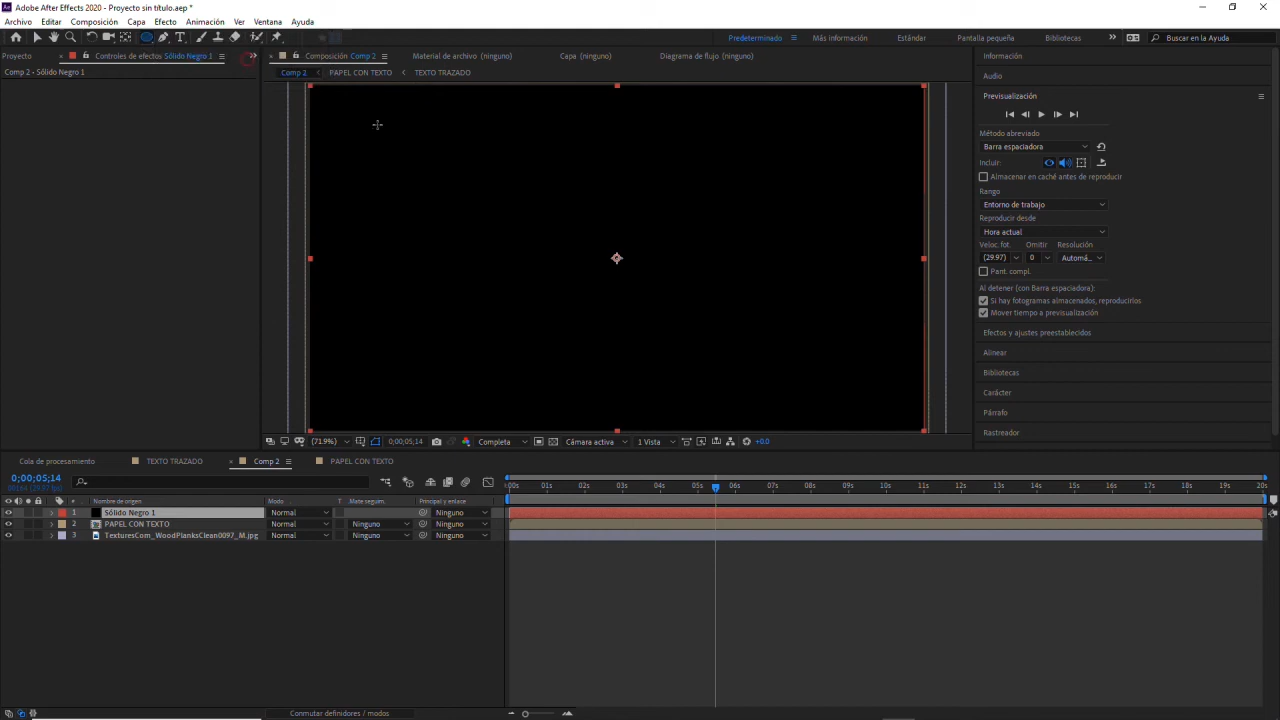 Adobe After Effects 2020 - Proyecto sin título.aep *
Archivo Editar Composición Capa Efecto Animación Ver Ventana Ayuda
Predeterminado Más información Estándar Pantalla pequeña Bibliotecas Buscar en la Ayuda
Proyecto Controles de efectos Sólido Negro 1 Composición Comp 2 Material de archivo (ninguno) Capa (ninguno) Diagrama de flujo (ninguno) Información
Comp 2 - Sólido Negro 1 Comp 2 PAPEL CON TEXTO TEXTO TRAZADO Audio
Previsualización
Método abreviado
Barra espaciadora
Incluir:
Almacenar en caché antes de reproducir
Rango
Entorno de trabajo
Reproducir desde
Hora actual
Veloc. fot. Omitir Resolución
(29.97) 0 Automá...
Pant. compl.
Al detener (con Barra espaciadora):
Si hay fotogramas almacenados, reproducirlos
Mover tiempo a previsualización
Efectos y ajustes preestablecidos
Alinear
Bibliotecas
Carácter
Párrafo
Rastreador
(71.9%) 0;00;05;14 Completa Cámara activa 1 Vista +0.0
Cola de procesamiento TEXTO TRAZADO Comp 2 PAPEL CON TEXTO
0;00;05;14
00164 (29.97 fps)
:00s 01s 02s 03s 04s 05s 06s 07s 08s 09s 10s 11s 12s 13s 14s 15s 16s 17s 18s 19s 20s
# Nombre de origen Modo T Mate seguim. Principal y enlace
1 Sólido Negro 1 Normal Ninguno
2 PAPEL CON TEXTO Normal Ninguno Ninguno
3 TexturesCom_WoodPlanksClean0097_M.jpg Normal Ninguno Ninguno
Conmutar definidores / modos